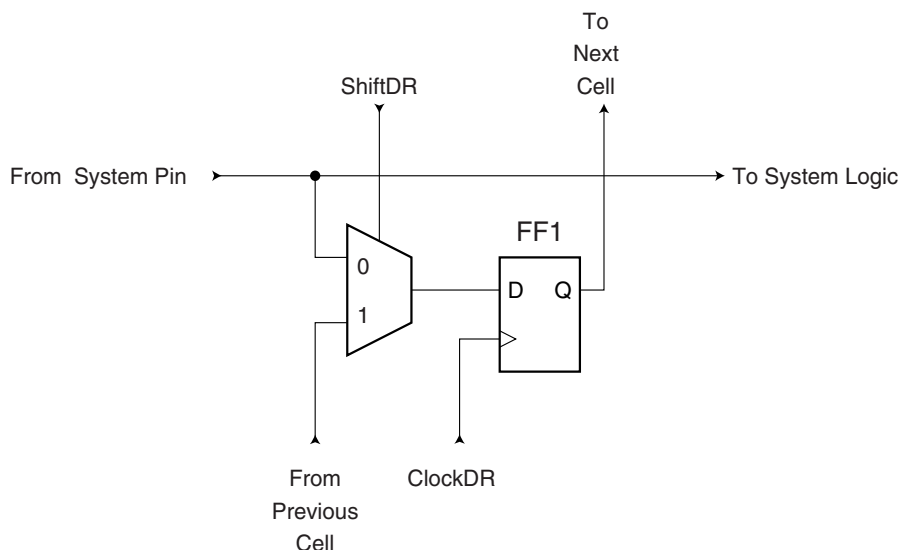 To
Next
Cell
ShiftDR
From System Pin
To System Logic
FF1
0
D Q
1
From
Previous
Cell
ClockDR